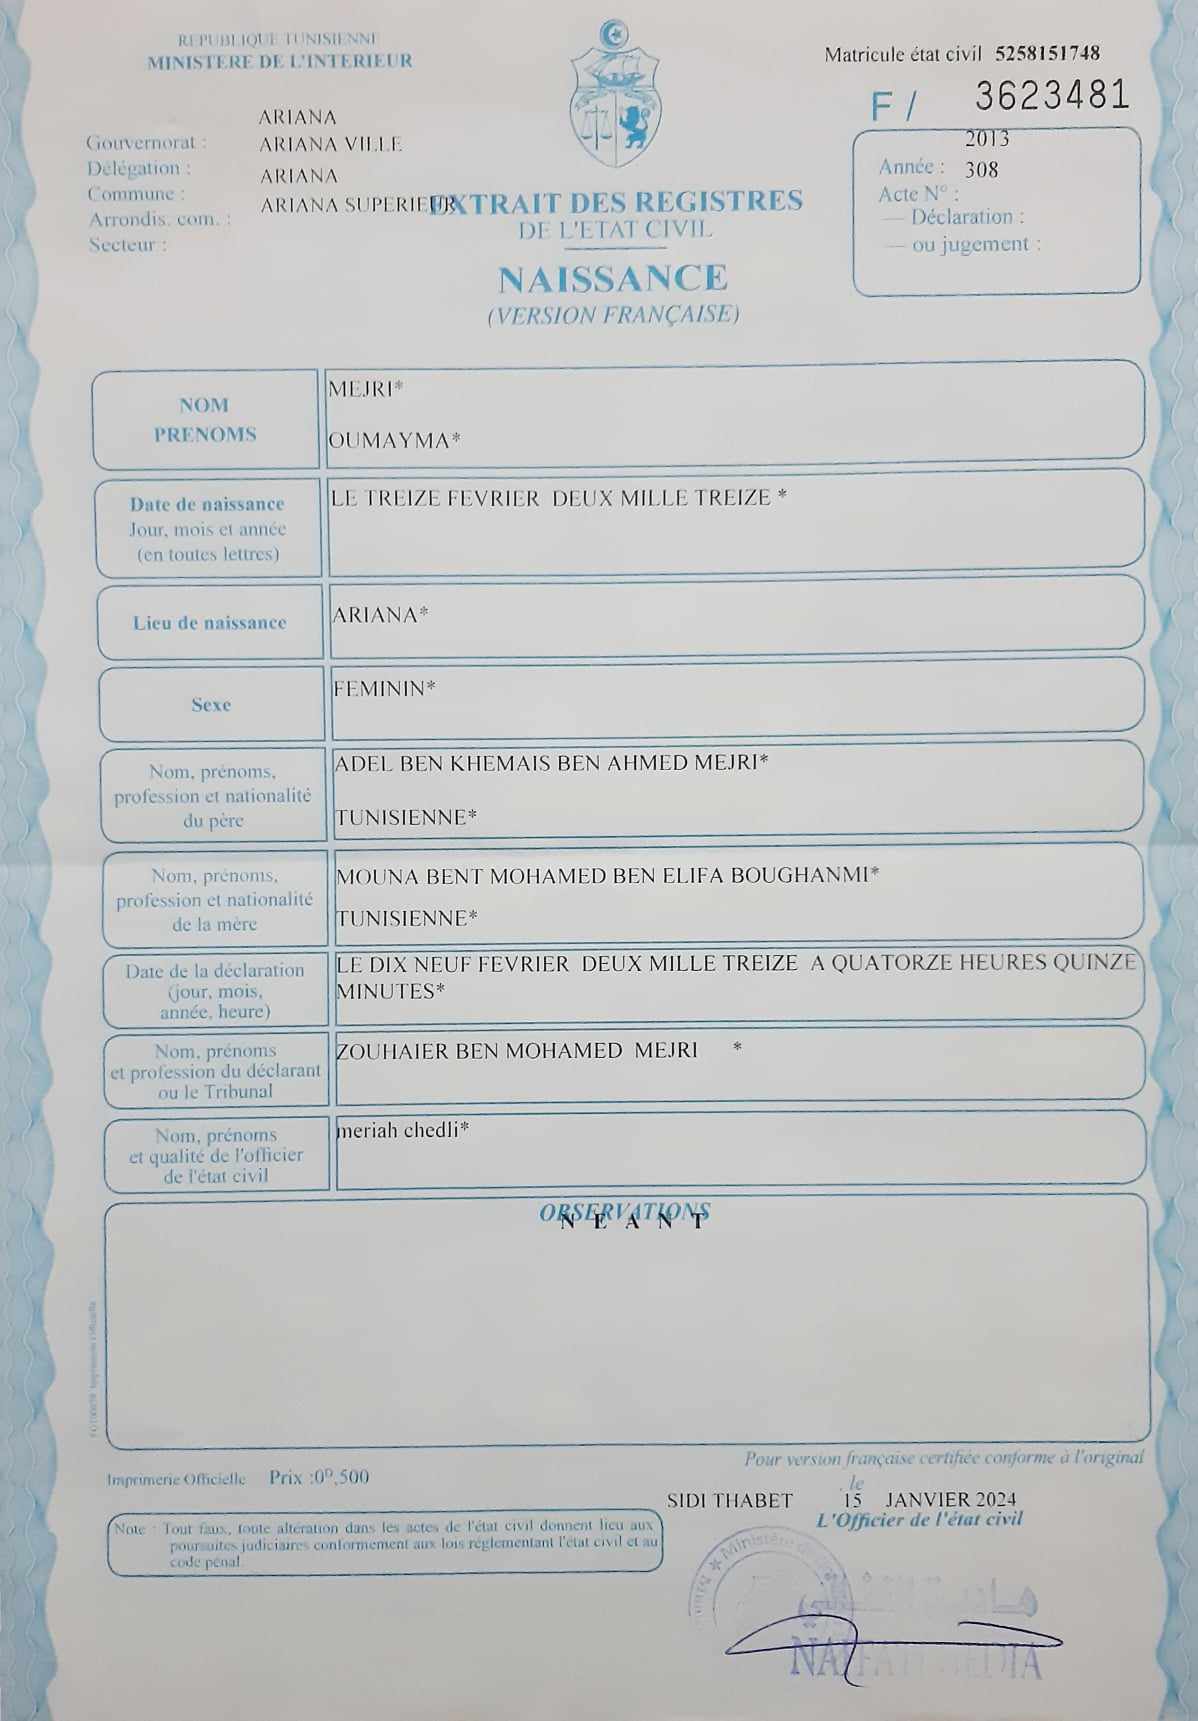 REPUBLIQUE TUNISIENNE
MINISTERE DE L'INTERIEUR
Matricule état civil 5258151748
F / 3623481
ARIANA
Gouvernorat : ARIANA VILLE
Délégation : ARIANA
Commune : ARIANA SUPERIEUR
Arrondis. com. :
Secteur :
2013
Année : 308
Acte N° :
— Déclaration :
— ou jugement :
EXTRAIT DES REGISTRES
DE L'ETAT CIVIL
NAISSANCE
(VERSION FRANÇAISE)
NOM MEJRI*
PRENOMS OUMAYMA*
Date de naissance LE TREIZE FEVRIER DEUX MILLE TREIZE *
Jour, mois et année
(en toutes lettres)
Lieu de naissance ARIANA*
Sexe FEMININ*
Nom, prénoms, ADEL BEN KHEMAIS BEN AHMED MEJRI*
profession et nationalité
du père TUNISIENNE*
Nom, prénoms, MOUNA BENT MOHAMED BEN ELIFA BOUGHANMI*
profession et nationalité
de la mère TUNISIENNE*
Date de la déclaration LE DIX NEUF FEVRIER DEUX MILLE TREIZE A QUATORZE HEURES QUINZE
(jour, mois, MINUTES*
année, heure)
Nom, prénoms ZOUHAIER BEN MOHAMED MEJRI *
et profession du déclarant
ou le Tribunal
Nom, prénoms meriah chedli*
et qualité de l'officier
de l'état civil
OBSERVATIONS
N E A N T
Imprimerie Officielle Prix :0ᴰ,500
Pour version française certifiée conforme à l'original
le
SIDI THABET 15 JANVIER 2024
L'Officier de l'état civil
Note : Tout faux, toute altération dans les actes de l'état civil donnent lieu aux
poursuites judiciaires conformement aux lois réglementant l'état civil et au
code pénal.
Ministère